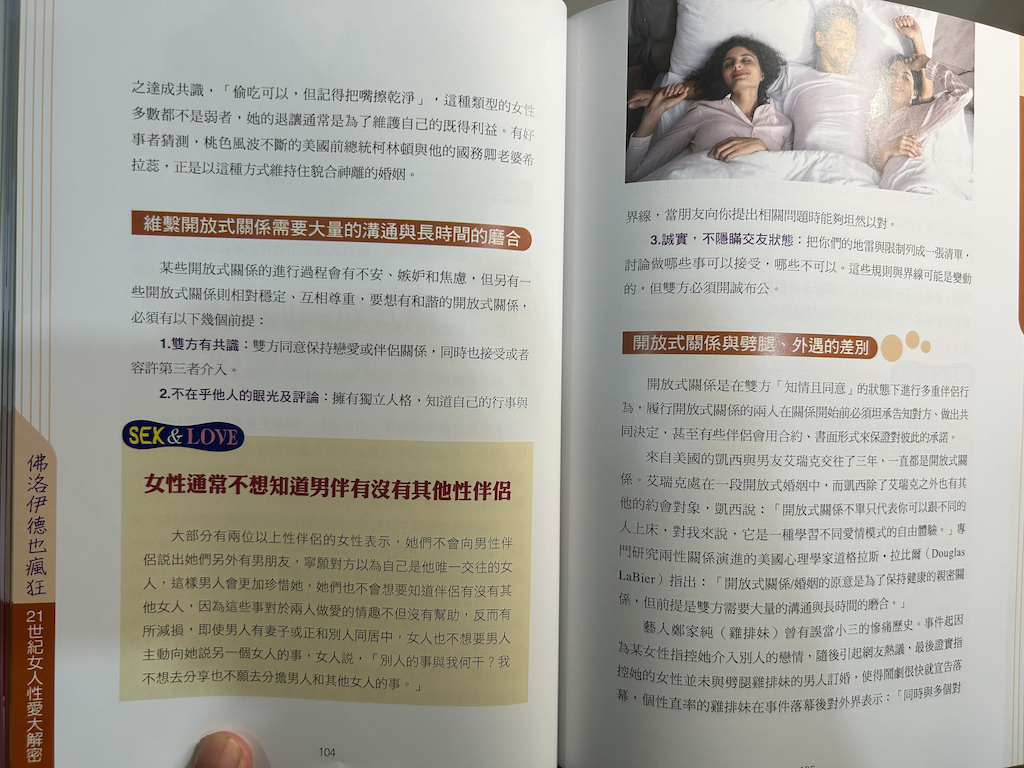 之達成共識，「偷吃可以，但記得把嘴擦乾淨」，這種類型的女性
多數都不是弱者，她的退讓通常是為了維護自己的既得利益。有好
事者猜測，桃色風波不斷的美國前總統柯林頓與他的國務卿老婆希
拉蕊，正是以這種方式維持住貌合神離的婚姻。
維繫開放式關係需要大量的溝通與長時間的磨合
某些開放式關係的進行過程會有不安、嫉妒和焦慮，但另有一
些開放式關係則相對穩定、互相尊重，要想有和諧的開放式關係，
必須有以下幾個前提：
1.雙方有共識：雙方同意保持戀愛或伴侶關係，同時也接受或者
容許第三者介入。
2.不在乎他人的眼光及評論：擁有獨立人格，知道自己的行事與
SEX & LOVE
女性通常不想知道男伴有沒有其他性伴侶
大部分有兩位以上性伴侶的女性表示，她們不會向男性伴
侶說出她們另外有男朋友，寧願對方以為自己是他唯一交往的女
人，這樣男人會更加珍惜她，她們也不會想要知道伴侶有沒有其
他女人，因為這些事對於兩人做愛的情趣不但沒有幫助，反而有
所減損，即使男人有妻子或正和別人同居中，女人也不想要男人
主動向她說另一個女人的事，女人說，「別人的事與我何干？我
不想去分享也不願去分擔男人和其他女人的事。」
佛洛伊德也瘋狂
21世紀女人性愛大解密
104
界線，當朋友向你提出相關問題時能夠坦然以對。
3.誠實，不隱瞞交友狀態：把你們的地雷與限制列成一張清單，
討論做哪些事可以接受，哪些不可以。這些規則與界線可能是變動
的，但雙方必須開誠布公。
開放式關係與劈腿、外遇的差別
開放式關係是在雙方「知情且同意」的狀態下進行多重伴侶行
為，履行開放式關係的兩人在關係開始前必須坦承告知對方、做出共
同決定，甚至有些伴侶會用合約、書面形式來保證對彼此的承諾。
來自美國的凱西與男友艾瑞克交往了三年，一直都是開放式關
係。艾瑞克處在一段開放式婚姻中，而凱西除了艾瑞克之外也有其
他的約會對象，凱西說：「開放式關係不單只代表你可以跟不同的
人上床，對我來說，它是一種學習不同愛情模式的自由體驗。」專
門研究兩性關係演進的美國心理學家道格拉斯·拉比爾（Douglas
LaBier）指出：「開放式關係/婚姻的原意是為了保持健康的親密關
係，但前提是雙方需要大量的溝通與長時間的磨合。」
藝人鄭家純（雞排妹）曾有誤當小三的慘痛歷史。事件起因
為某女性指控她介入別人的戀情，隨後引起網友熱議，最後證實指
控她的女性並未與劈腿雞排妹的男人訂婚，使得鬧劇很快就宣告落
幕，個性直率的雞排妹在事件落幕後對外界表示：「同時與多個對